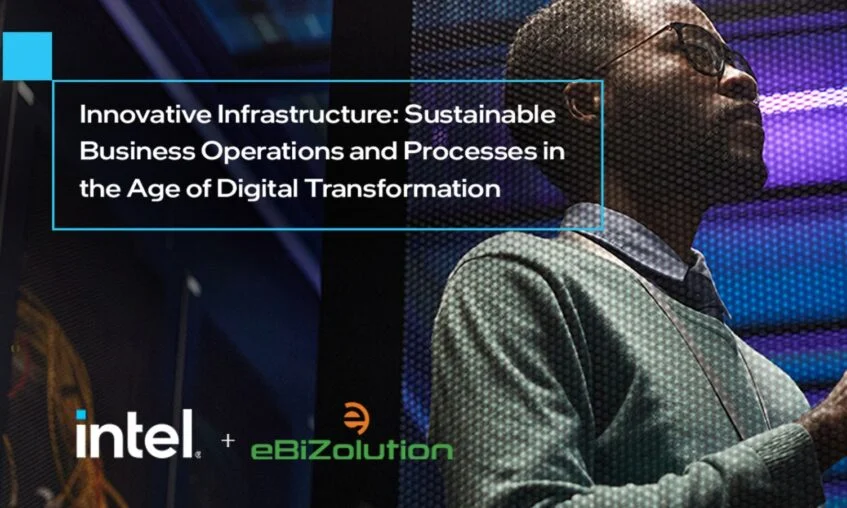 Innovative Infrastructure: Sustainable
Business Operations and Processes in
the Age of Digital Transformation
intel® + eBiZolution